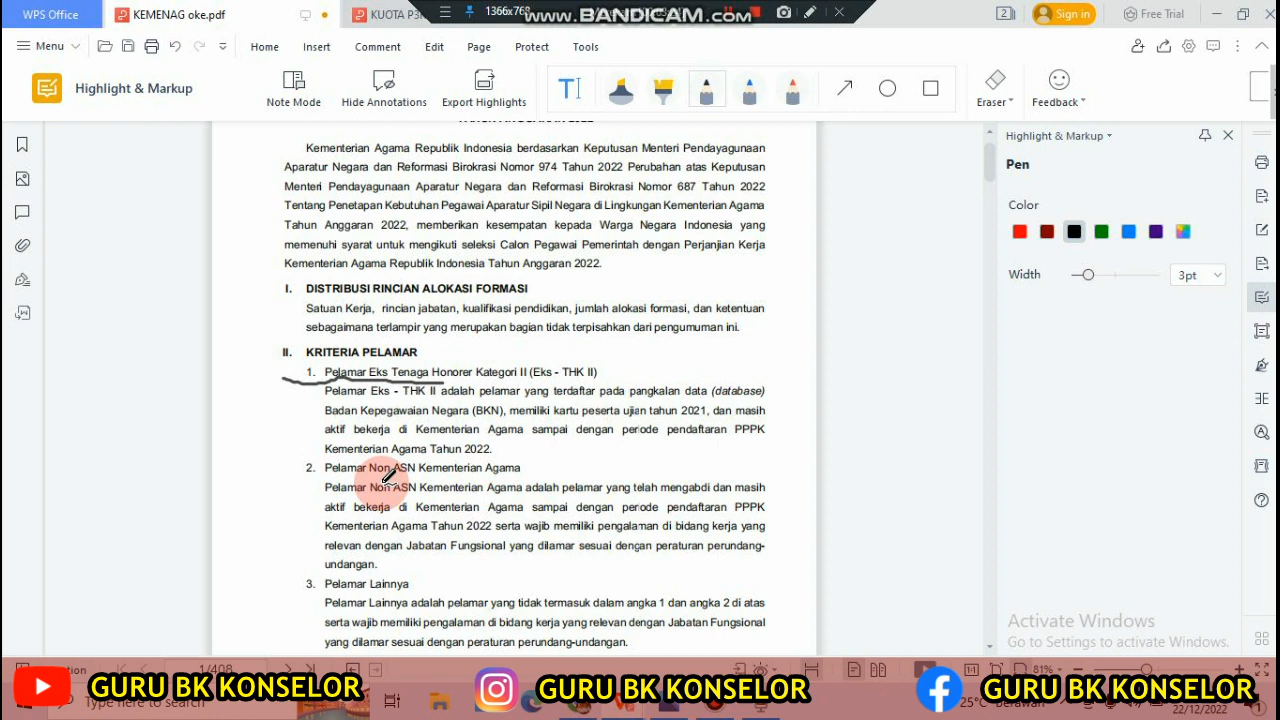 WPS Office
KEMENAG oke.pdf
1366x768
www.BANDICAM.com
2
Sign in
Free Trial
Menu
Home
Insert
Comment
Edit
Page
Protect
Tools
Highlight & Markup
Note Mode
Hide Annotations
Export Highlights
Eraser
Feedback
Kementerian Agama Republik Indonesia berdasarkan Keputusan Menteri Pendayagunaan
Aparatur Negara dan Reformasi Birokrasi Nomor 974 Tahun 2022 Perubahan atas Keputusan
Menteri Pendayagunaan Aparatur Negara dan Reformasi Birokrasi Nomor 687 Tahun 2022
Tentang Penetapan Kebutuhan Pegawai Aparatur Sipil Negara di Lingkungan Kementerian Agama
Tahun Anggaran 2022, memberikan kesempatan kepada Warga Negara Indonesia yang
memenuhi syarat untuk mengikuti seleksi Calon Pegawai Pemerintah dengan Perjanjian Kerja
Kementerian Agama Republik Indonesia Tahun Anggaran 2022.
I. DISTRIBUSI RINCIAN ALOKASI FORMASI
Satuan Kerja, rincian jabatan, kualifikasi pendidikan, jumlah alokasi formasi, dan ketentuan
sebagaimana terlampir yang merupakan bagian tidak terpisahkan dari pengumuman ini.
II. KRITERIA PELAMAR
1. Pelamar Eks Tenaga Honorer Kategori II (Eks - THK II)
Pelamar Eks - THK II adalah pelamar yang terdaftar pada pangkalan data (database)
Badan Kepegawaian Negara (BKN), memiliki kartu peserta ujian tahun 2021, dan masih
aktif bekerja di Kementerian Agama sampai dengan periode pendaftaran PPPK
Kementerian Agama Tahun 2022.
2. Pelamar Non ASN Kementerian Agama
Pelamar Non ASN Kementerian Agama adalah pelamar yang telah mengabdi dan masih
aktif bekerja di Kementerian Agama sampai dengan periode pendaftaran PPPK
Kementerian Agama Tahun 2022 serta wajib memiliki pengalaman di bidang kerja yang
relevan dengan Jabatan Fungsional yang dilamar sesuai dengan peraturan perundang-
undangan.
3. Pelamar Lainnya
Pelamar Lainnya adalah pelamar yang tidak termasuk dalam angka 1 dan angka 2 di atas
serta wajib memiliki pengalaman di bidang kerja yang relevan dengan Jabatan Fungsional
yang dilamar sesuai dengan peraturan perundang-undangan.
Highlight & Markup
Pen
Color
Width
3pt
Activate Windows
Go to Settings to activate Windows.
1/408
81%
GURU BK KONSELOR
GURU BK KONSELOR
GURU BK KONSELOR
Type here to search
25°C Berawan
22/12/2022